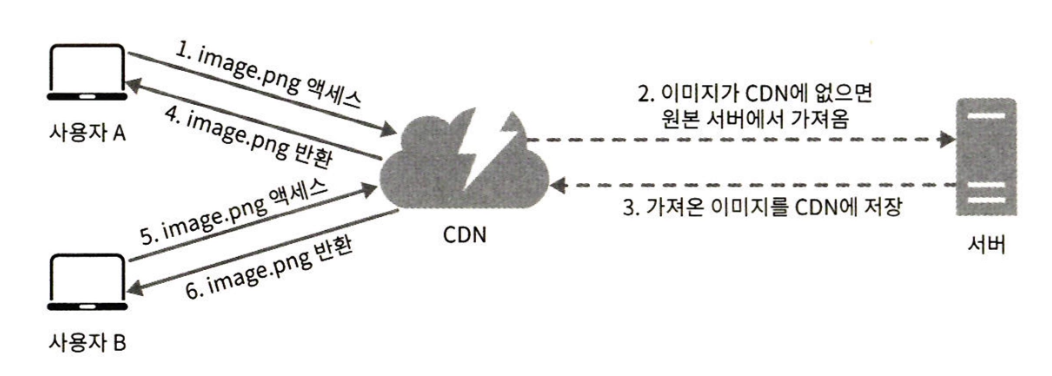 1. image.png 액세스
사용자 A
4. image.png 반환
2. 이미지가 CDN에 없으면
원본 서버에서 가져옴
3. 가져온 이미지를 CDN에 저장
CDN
서버
5. image.png 액세스
6. image.png 반환
사용자 B